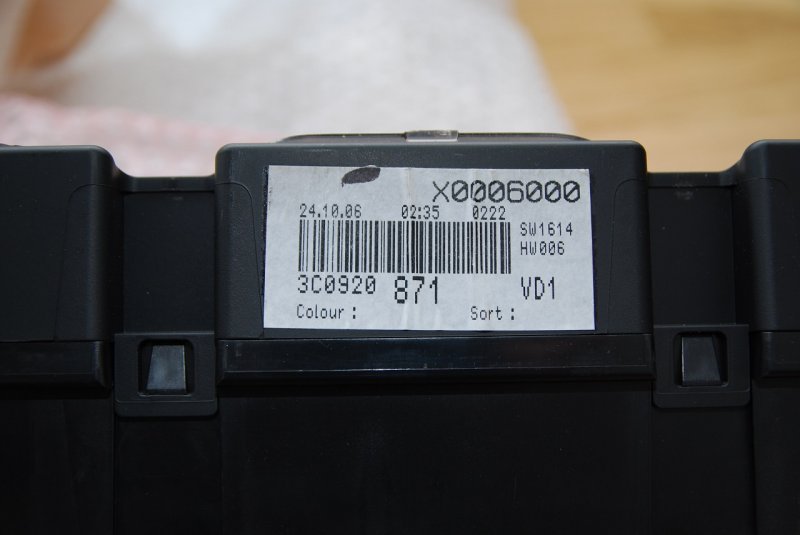 X0006000
24.10.06 02:35 0222
SW1614
HW006
3C0920 871 VD1
Colour : Sort :